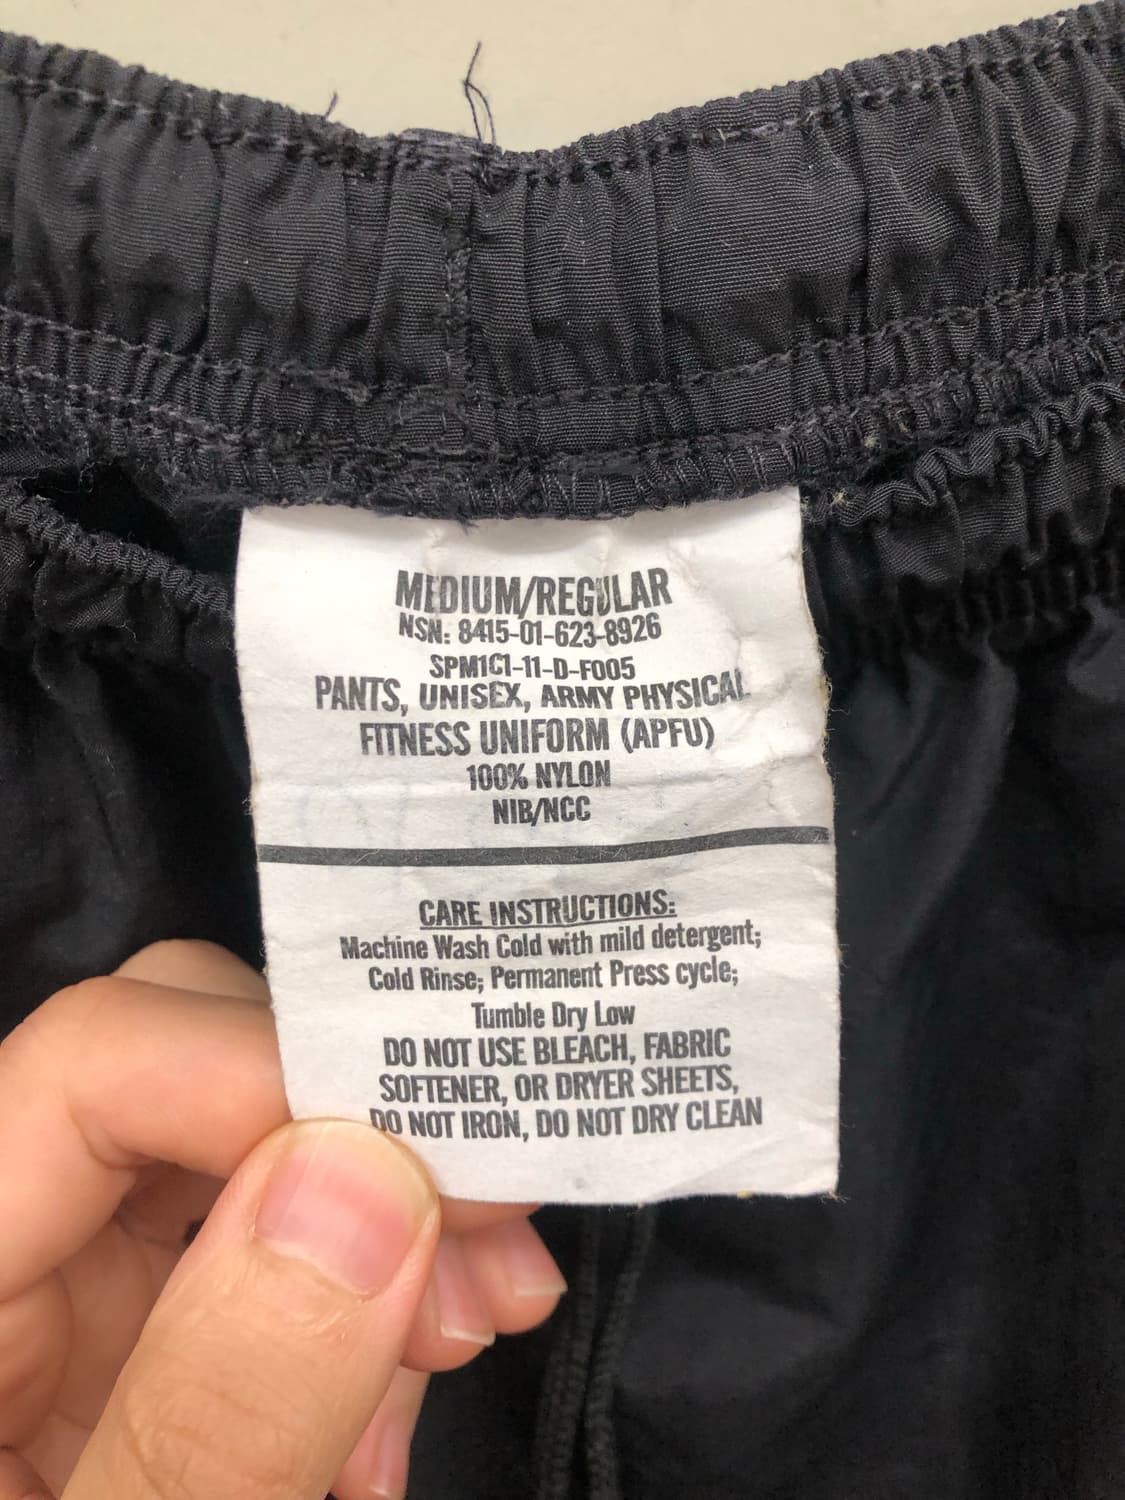 MEDIUM/REGULAR
NSN: 8415-01-623-8926
SPM1C1-11-D-F005
PANTS, UNISEX, ARMY PHYSICAL
FITNESS UNIFORM (APFU)
100% NYLON
NIB/NCC
CARE INSTRUCTIONS:
Machine Wash Cold with mild detergent;
Cold Rinse; Permanent Press cycle;
Tumble Dry Low
DO NOT USE BLEACH, FABRIC
SOFTENER, OR DRYER SHEETS,
DO NOT IRON, DO NOT DRY CLEAN